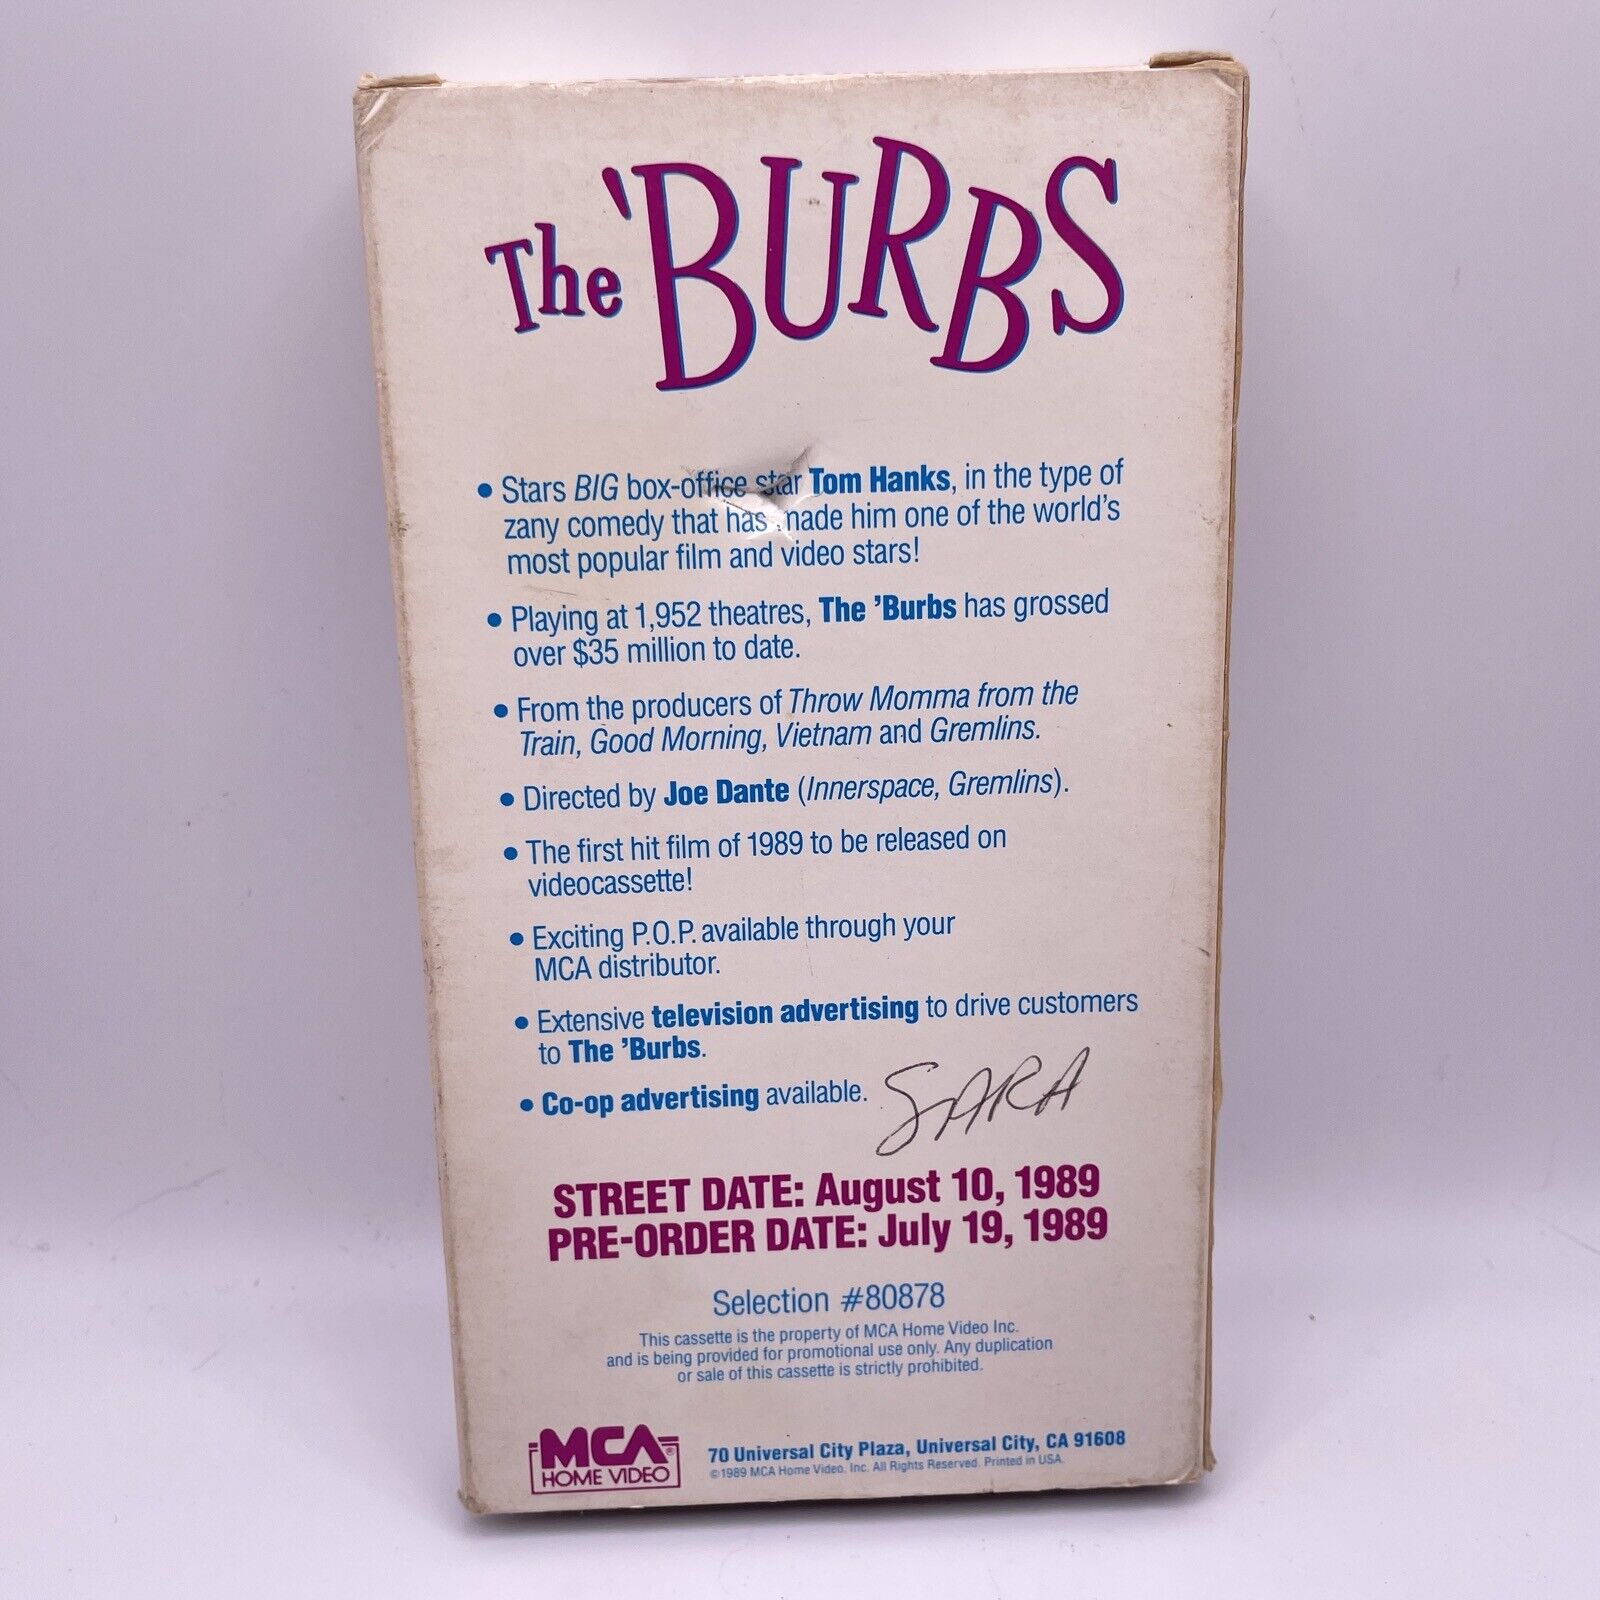 The 'BURBS
• Stars BIG box-office star Tom Hanks, in the type of
zany comedy that has made him one of the world's
most popular film and video stars!
• Playing at 1,952 theatres, The 'Burbs has grossed
over $35 million to date.
• From the producers of Throw Momma from the
Train, Good Morning, Vietnam and Gremlins.
• Directed by Joe Dante (Innerspace, Gremlins).
• The first hit film of 1989 to be released on
videocassette!
• Exciting P.O.P. available through your
MCA distributor.
• Extensive television advertising to drive customers
to The 'Burbs.
• Co-op advertising available.
SARA
STREET DATE: August 10, 1989
PRE-ORDER DATE: July 19, 1989
Selection #80878
This cassette is the property of MCA Home Video Inc.
and is being provided for promotional use only. Any duplication
or sale of this cassette is strictly prohibited.
MCA®
HOME VIDEO
70 Universal City Plaza, Universal City, CA 91608
©1989 MCA Home Video, Inc. All Rights Reserved. Printed in USA.